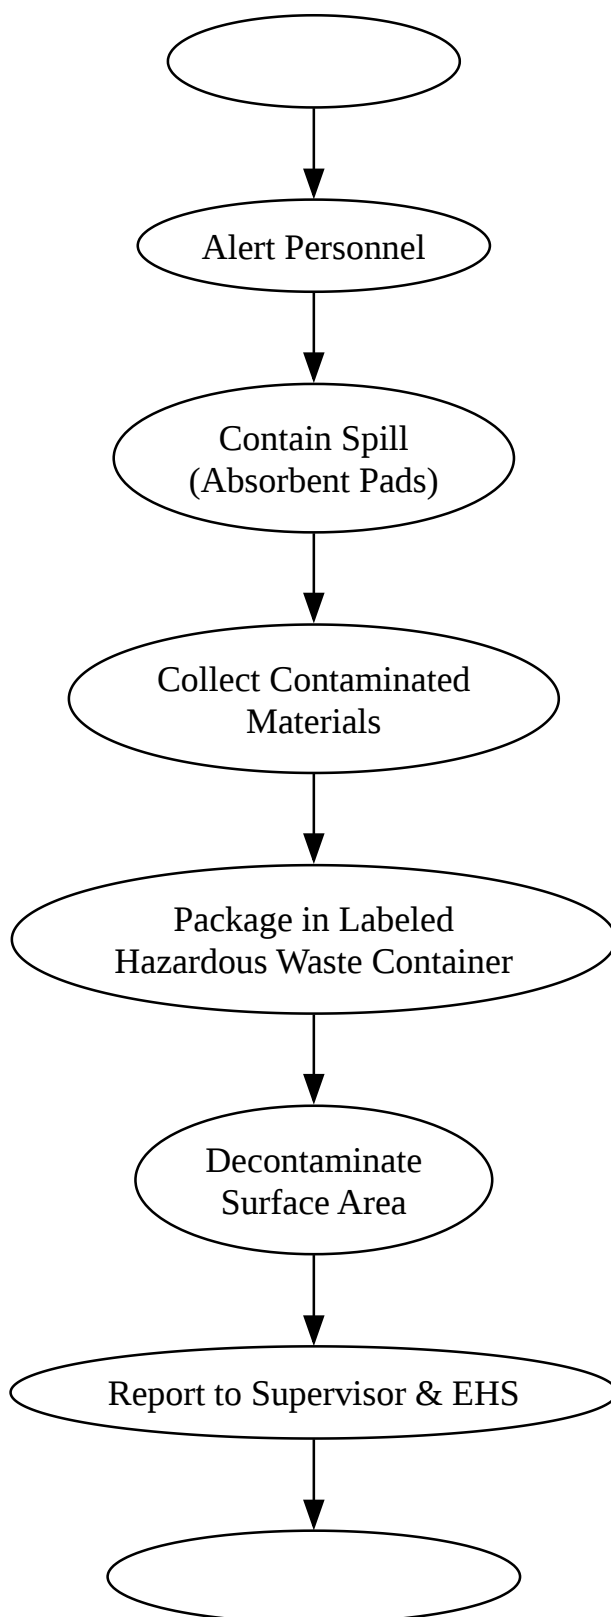 Alert Personnel
Contain Spill
(Absorbent Pads)
Collect Contaminated
Materials
Package in Labeled
Hazardous Waste Container
Decontaminate
Surface Area
Report to Supervisor & EHS